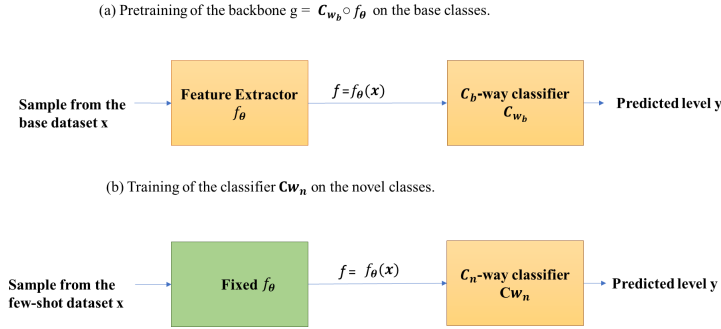 (a) Pretraining of the backbone g = C_{w_b} ∘ f_θ on the base classes.
Sample from the
base dataset x
Feature Extractor
f_θ
f = f_θ(x)
C_b-way classifier
C_{w_b}
Predicted level y
(b) Training of the classifier Cw_n on the novel classes.
Sample from the
few-shot dataset x
Fixed f_θ
f = f_θ(x)
C_n-way classifier
Cw_n
Predicted level y